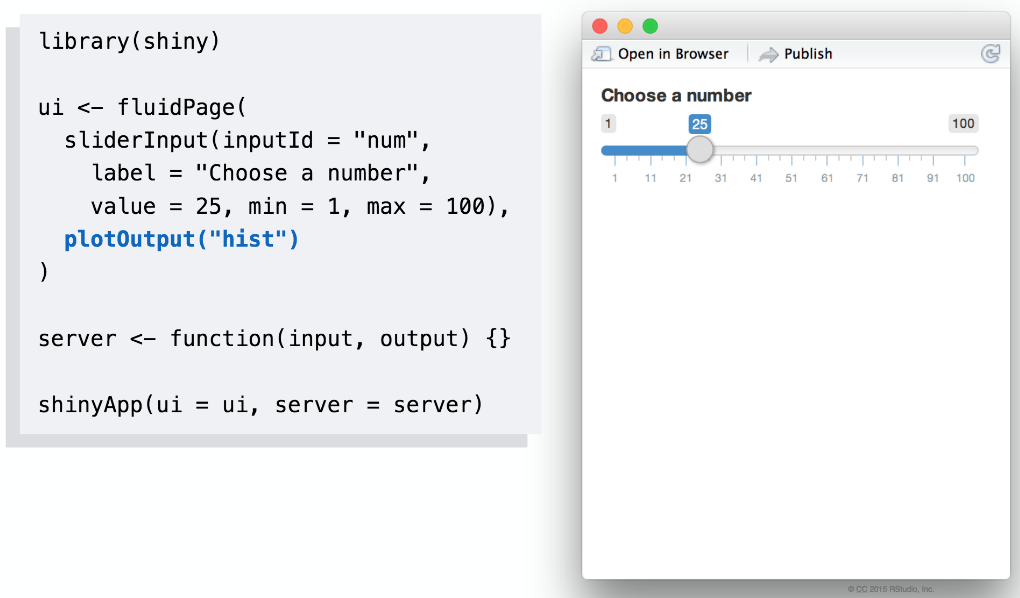 library(shiny)
ui <- fluidPage(
  sliderInput(inputId = "num",
    label = "Choose a number",
    value = 25, min = 1, max = 100),
  plotOutput("hist")
)
server <- function(input, output) {}
shinyApp(ui = ui, server = server)
Open in Browser Publish
Choose a number
1 25 100
1 11 21 31 41 51 61 71 81 91 100
© CC 2015 RStudio, Inc.